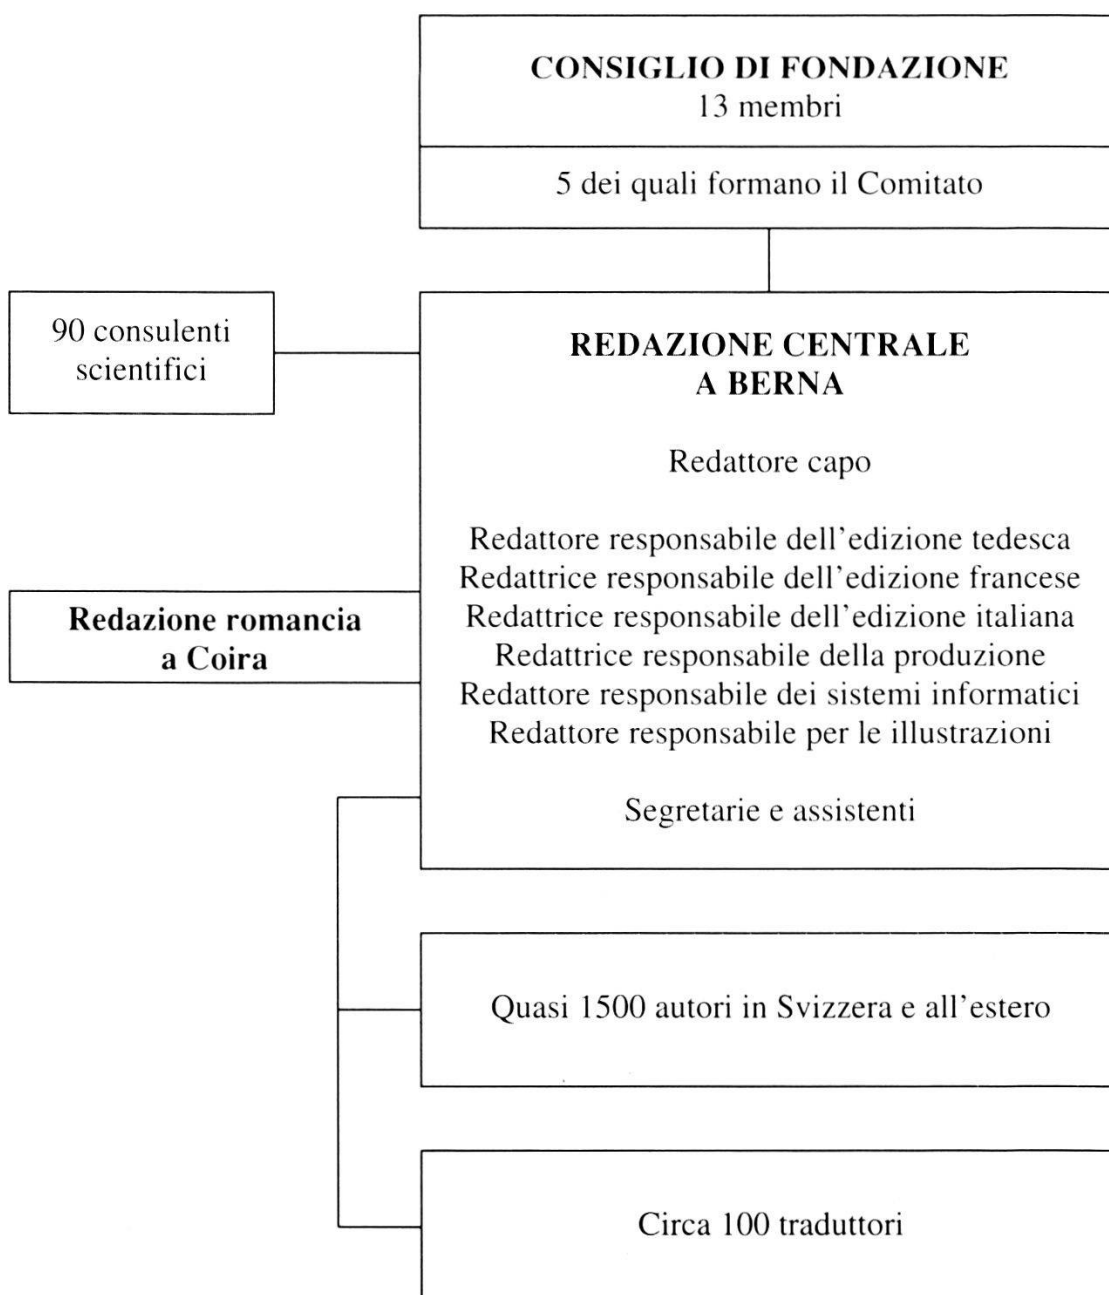 CONSIGLIO DI FONDAZIONE
13 membri
5 dei quali formano il Comitato
90 consulenti
scientifici
REDAZIONE CENTRALE
A BERNA
Redattore capo
Redattore responsabile dell'edizione tedesca
Redattrice responsabile dell'edizione francese
Redattrice responsabile dell'edizione italiana
Redattrice responsabile della produzione
Redattore responsabile dei sistemi informatici
Redattore responsabile per le illustrazioni
Segretarie e assistenti
Redazione romancia
a Coira
Quasi 1500 autori in Svizzera e all'estero
Circa 100 traduttori